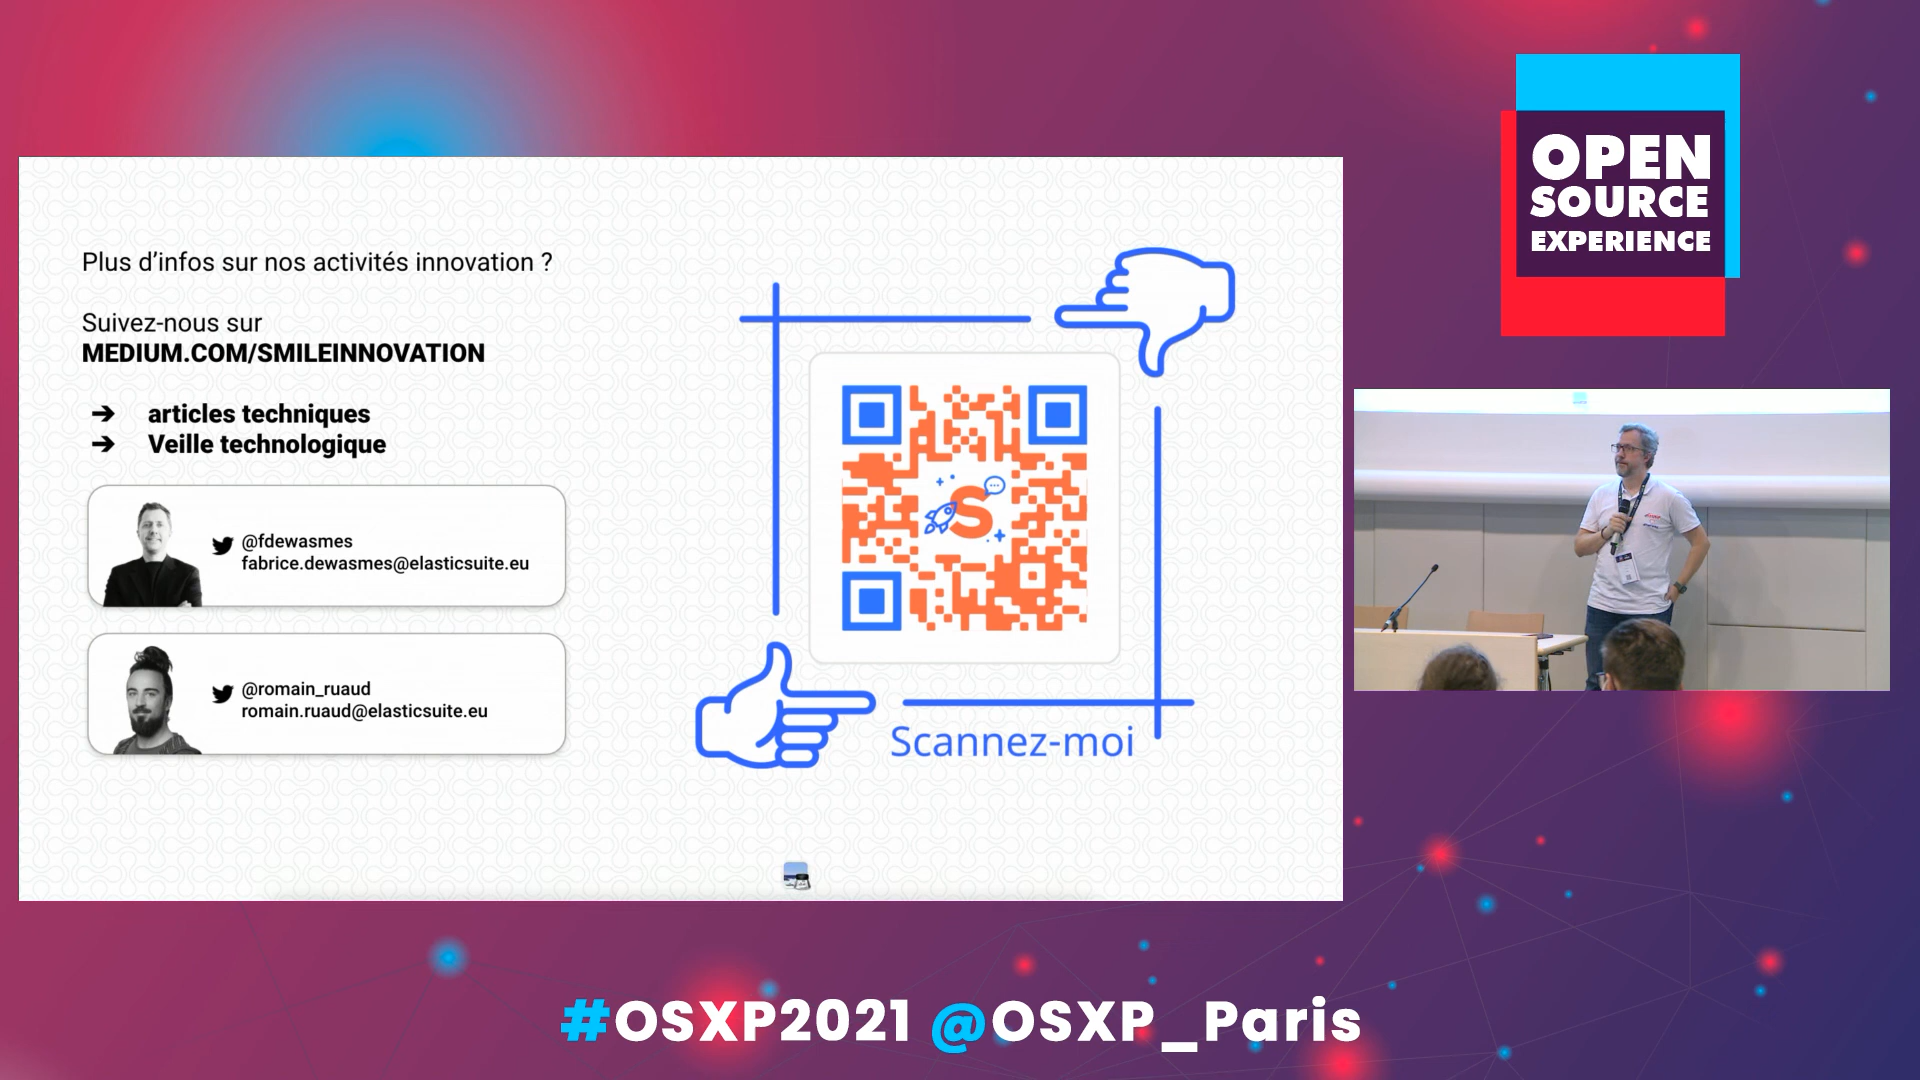 Plus d’infos sur nos activités innovation ?
Suivez-nous sur
MEDIUM.COM/SMILEINNOVATION
➔ articles techniques
➔ Veille technologique
@fdewasmes
fabrice.dewasmes@elasticsuite.eu
@romain_ruaud
romain.ruaud@elasticsuite.eu
S
Scannez-moi
OPEN
SOURCE
EXPERIENCE
#OSXP2021 @OSXP_Paris